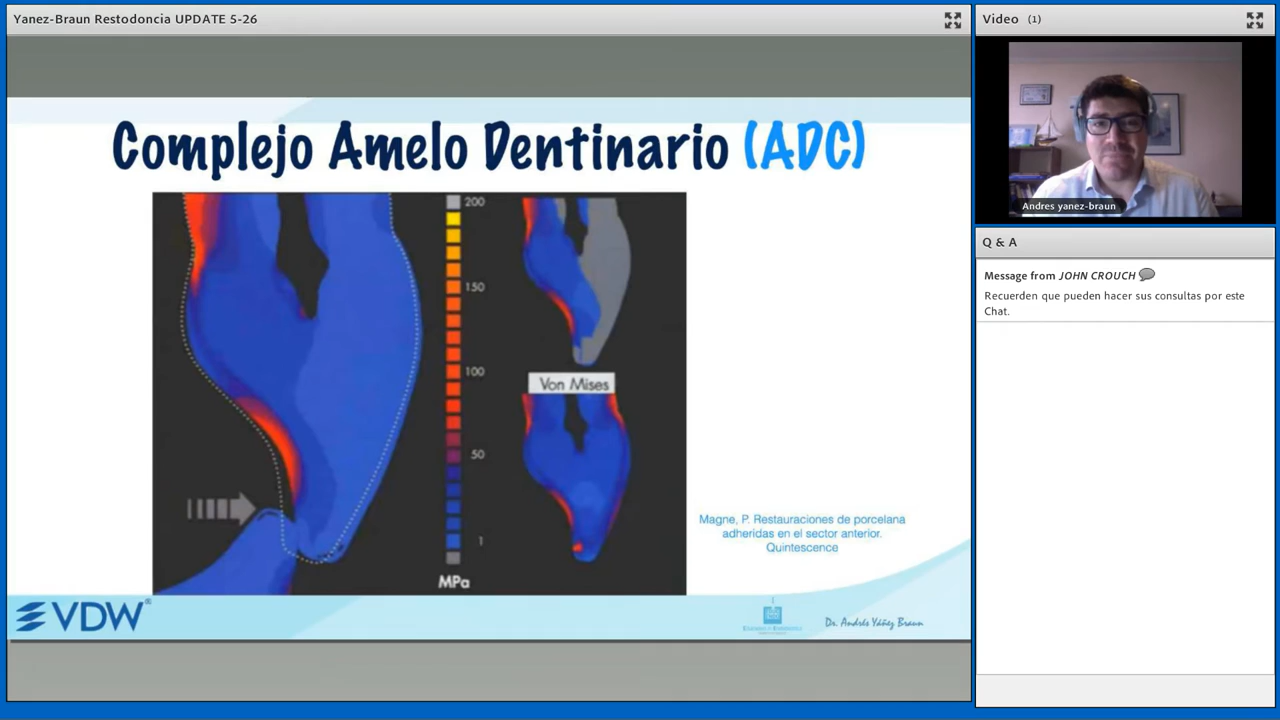 Yanez-Braun Restodoncia UPDATE 5-26
Complejo Amelo Dentinario (ADC)
200
150
100
50
1
MPa
Von Mises
Magne, P. Restauraciones de porcelana
adheridas en el sector anterior.
Quintescence
VDW®
Dr. Andrés Yáñez Braun
Video (1)
Andres yanez-braun
Q & A
Message from JOHN CROUCH
Recuerden que pueden hacer sus consultas por este
Chat.